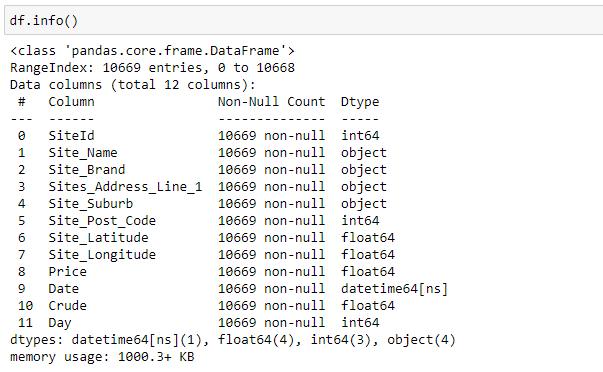 df.info()
<class 'pandas.core.frame.DataFrame'>
RangeIndex: 10669 entries, 0 to 10668
Data columns (total 12 columns):
 #   Column                Non-Null Count  Dtype
---  ------                --------------  -----
 0   SiteId                10669 non-null  int64
 1   Site_Name             10669 non-null  object
 2   Site_Brand            10669 non-null  object
 3   Sites_Address_Line_1  10669 non-null  object
 4   Site_Suburb           10669 non-null  object
 5   Site_Post_Code        10669 non-null  int64
 6   Site_Latitude         10669 non-null  float64
 7   Site_Longitude        10669 non-null  float64
 8   Price                 10669 non-null  float64
 9   Date                  10669 non-null  datetime64[ns]
 10  Crude                 10669 non-null  float64
 11  Day                   10669 non-null  int64
dtypes: datetime64[ns](1), float64(4), int64(3), object(4)
memory usage: 1000.3+ KB